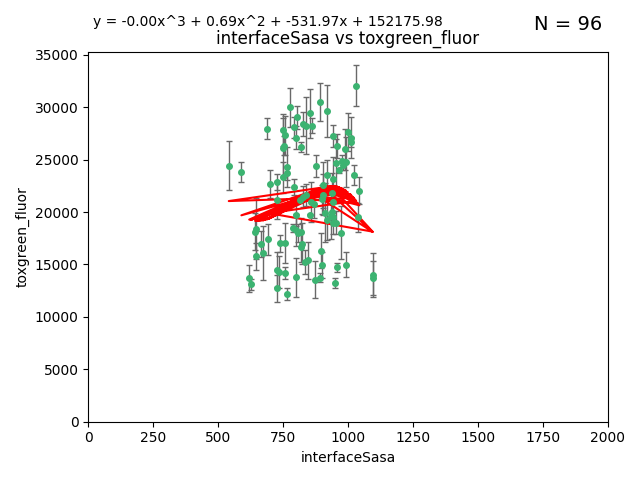 y = -0.00x^3 + 0.69x^2 + -531.97x + 152175.98
N = 96
interfaceSasa vs toxgreen_fluor
35000
30000
25000
20000
15000
10000
5000
0
toxgreen_fluor
0 250 500 750 1000 1250 1500 1750 2000
interfaceSasa